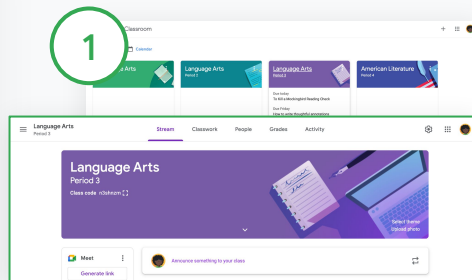 1
Classroom
Calendar
Arts
Language Arts
Period 2
Language Arts
Period 3
American Literature
Period 4
Due today
To Kill a Mockingbird Reading Check
Due Friday
How to write thoughtful annotations
Language Arts
Period 3
Stream
Classwork
People
Grades
Activity
Language Arts
Period 3
Class code
Select theme
Upload photo
Meet
Generate link
Announce something to your class